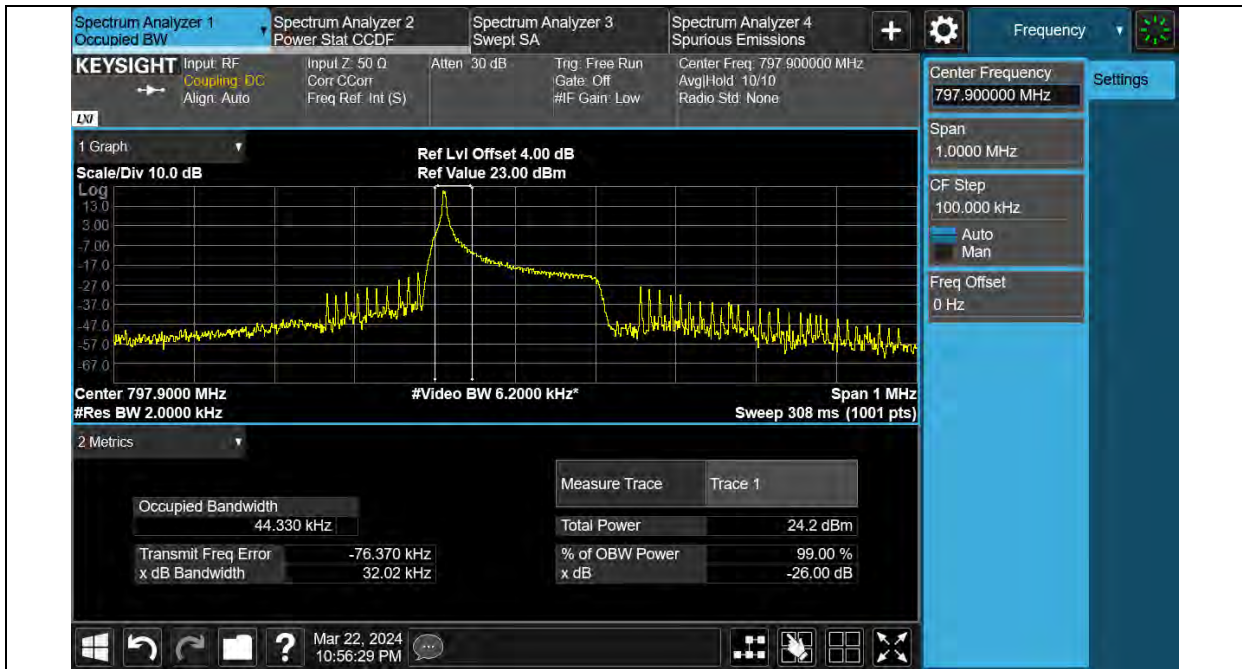 Spectrum Analyzer 1
Occupied BW
Spectrum Analyzer 2
Power Stat CCDF
Spectrum Analyzer 3
Swept SA
Spectrum Analyzer 4
Spurious Emissions
Frequency
KEYSIGHT
LXI
Input: RF
Coupling: DC
Align: Auto
Input Z: 50 Ω
Corr CCorr
Freq Ref: Int (S)
Atten: 30 dB
Trig: Free Run
Gate: Off
#IF Gain: Low
Center Freq: 797.900000 MHz
Avg|Hold: 10/10
Radio Std: None
Center Frequency
797.900000 MHz
Settings
Span
1.0000 MHz
CF Step
100.000 kHz
Auto
Man
Freq Offset
0 Hz
1 Graph
Scale/Div 10.0 dB
Ref Lvl Offset 4.00 dB
Ref Value 23.00 dBm
Log
13.0
3.00
-7.00
-17.0
-27.0
-37.0
-47.0
-57.0
-67.0
Center 797.9000 MHz
#Video BW 6.2000 kHz*
Span 1 MHz
#Res BW 2.0000 kHz
Sweep 308 ms (1001 pts)
2 Metrics
Measure Trace
Trace 1
Occupied Bandwidth
44.330 kHz
Total Power
24.2 dBm
Transmit Freq Error
-76.370 kHz
% of OBW Power
99.00 %
x dB Bandwidth
32.02 kHz
x dB
-26.00 dB
?
Mar 22, 2024
10:56:29 PM